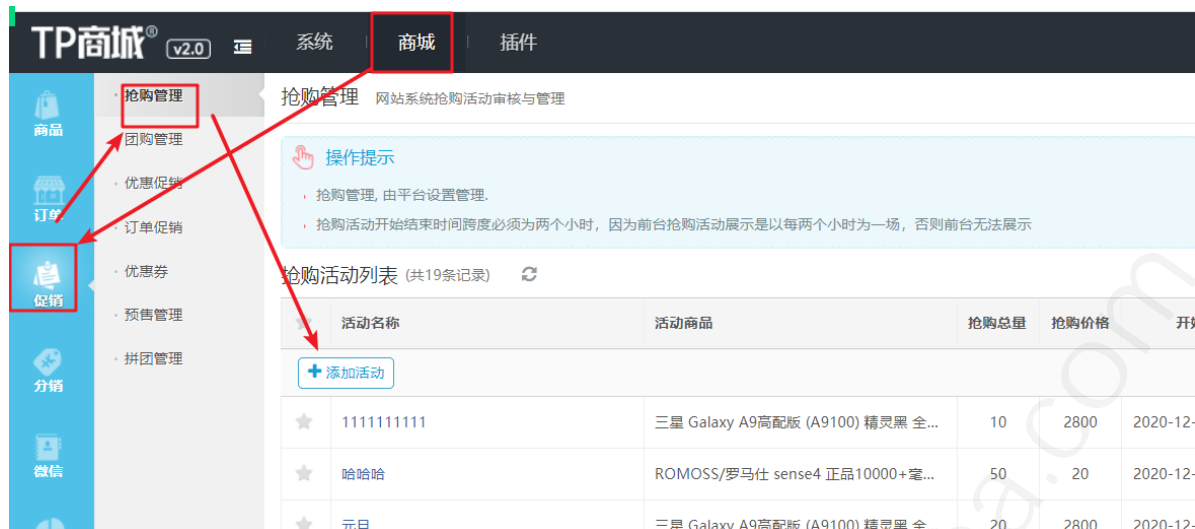 TP商城® v2.0 系统 商城 插件
商品
订单
促销
分销
微信
抢购管理
团购管理
优惠促销
订单促销
优惠券
预售管理
拼团管理
抢购管理 网站系统抢购活动审核与管理
操作提示
抢购管理, 由平台设置管理.
抢购活动开始结束时间跨度必须为两个小时，因为前台抢购活动展示是以每两个小时为一场，否则前台无法展示
抢购活动列表 (共19条记录)
活动名称 活动商品 抢购总量 抢购价格 开
添加活动
1111111111 三星 Galaxy A9高配版 (A9100) 精灵黑 全... 10 2800 2020-12-
哈哈哈 ROMOSS/罗马仕 sense4 正品10000+毫... 50 20 2020-12-
元旦 三星 Galaxy A9高配版 (A9100) 精灵黑 全 20 2800 2020-12-